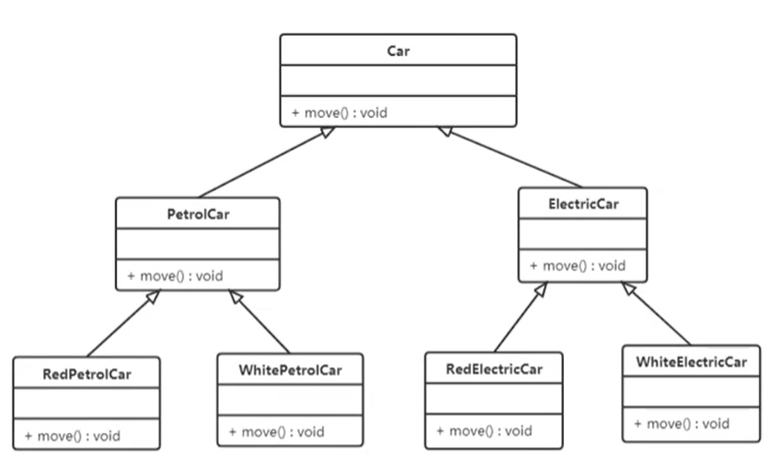 Car
+ move() : void
PetrolCar
+ move() : void
ElectricCar
+ move() : void
RedPetrolCar
+ move() : void
WhitePetrolCar
+ move() : void
RedElectricCar
+ move() : void
WhiteElectricCar
+ move() : void